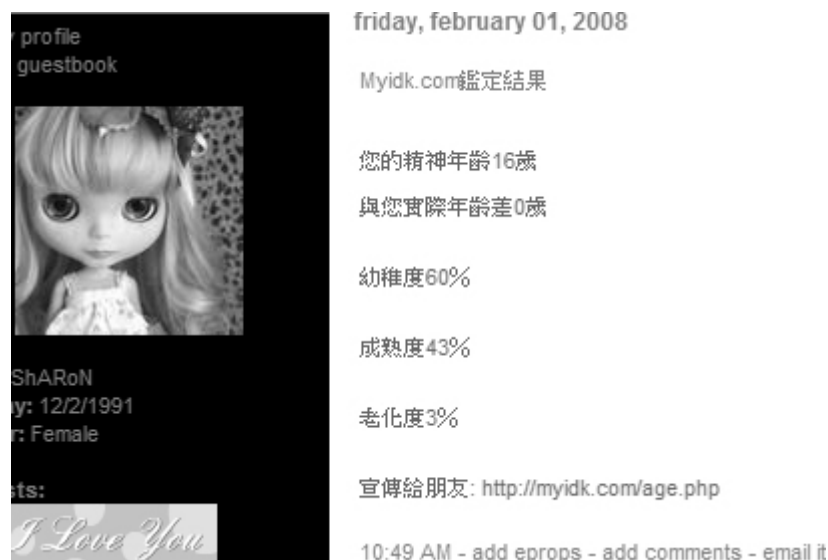 profile
guestbook
ShARoN
12/2/1991
Female
I Love You
friday, february 01, 2008
Myidk.com鑑定結果
您的精神年齡16歲
與您實際年齡差0歲
幼稚度60%
成熟度43%
老化度3%
宣傳給朋友: http://myidk.com/age.php
10:49 AM - add eprops - add comments - email it